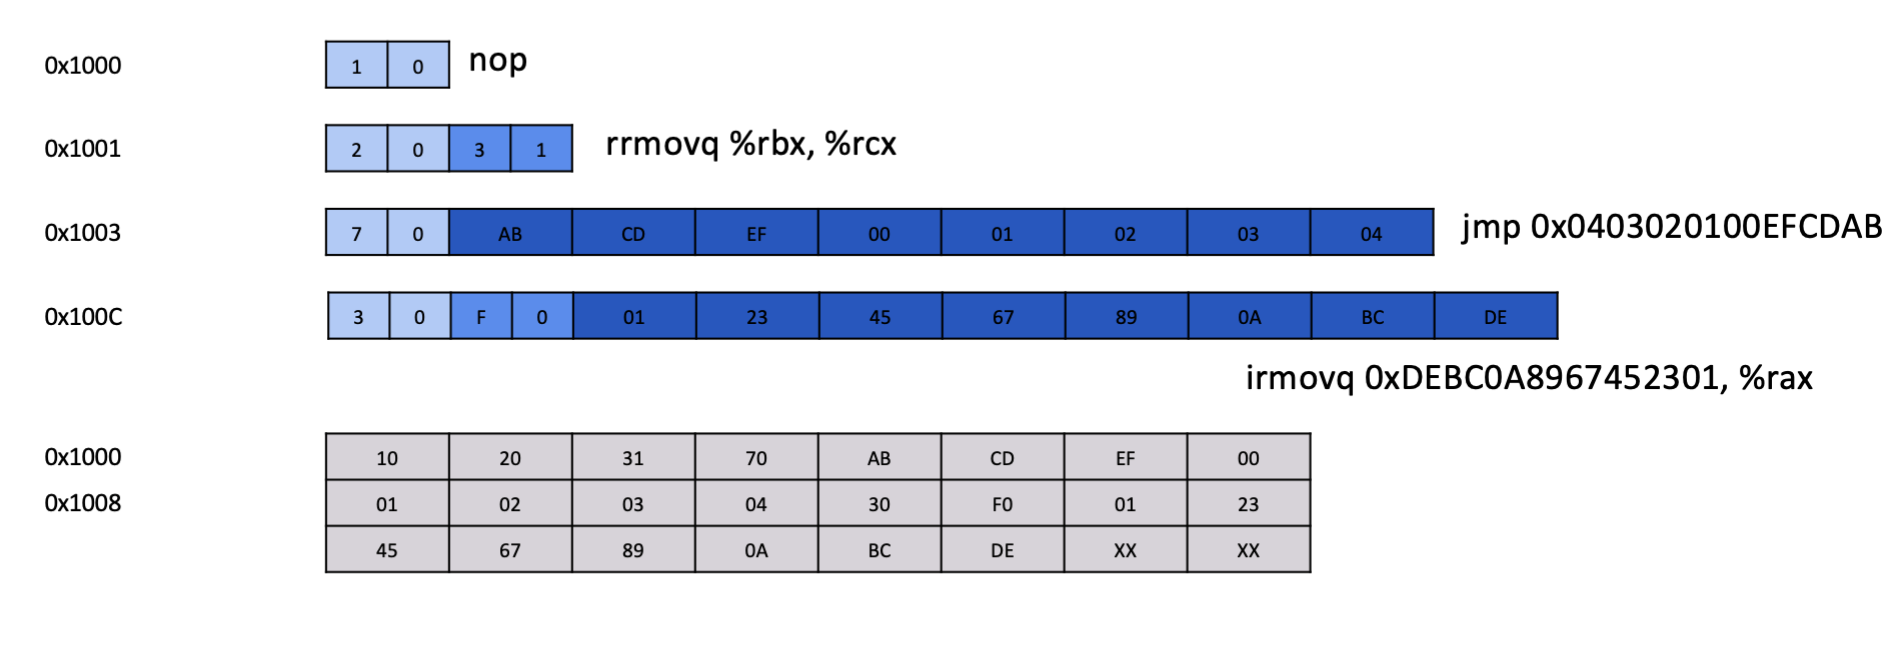 0x1000 1 0 nop
0x1001 2 0 3 1 rrmovq %rbx, %rcx
0x1003 7 0 AB CD EF 00 01 02 03 04 jmp 0x0403020100EFCDAB
0x100C 3 0 F 0 01 23 45 67 89 0A BC DE
irmovq 0xDEBC0A8967452301, %rax
0x1000 10 20 31 70 AB CD EF 00
0x1008 01 02 03 04 30 F0 01 23
45 67 89 0A BC DE XX XX